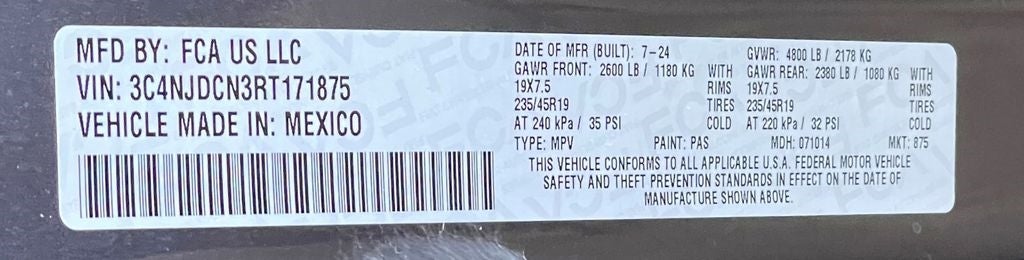 MFD BY: FCA US LLC
VIN: 3C4NJDCN3RT171875
VEHICLE MADE IN: MEXICO
DATE OF MFR (BUILT): 7-24 GVWR: 4800 LB / 2178 KG
GAWR FRONT: 2600 LB / 1180 KG WITH GAWR REAR: 2380 LB / 1080 KG WITH
19X7.5 RIMS 19X7.5 RIMS
235/45R19 TIRES 235/45R19 TIRES
AT 240 kPa / 35 PSI COLD AT 220 kPa / 32 PSI COLD
TYPE: MPV PAINT: PAS MDH: 071014 MKT: 875
THIS VEHICLE CONFORMS TO ALL APPLICABLE U.S.A. FEDERAL MOTOR VEHICLE
SAFETY AND THEFT PREVENTION STANDARDS IN EFFECT ON THE DATE OF
MANUFACTURE SHOWN ABOVE.